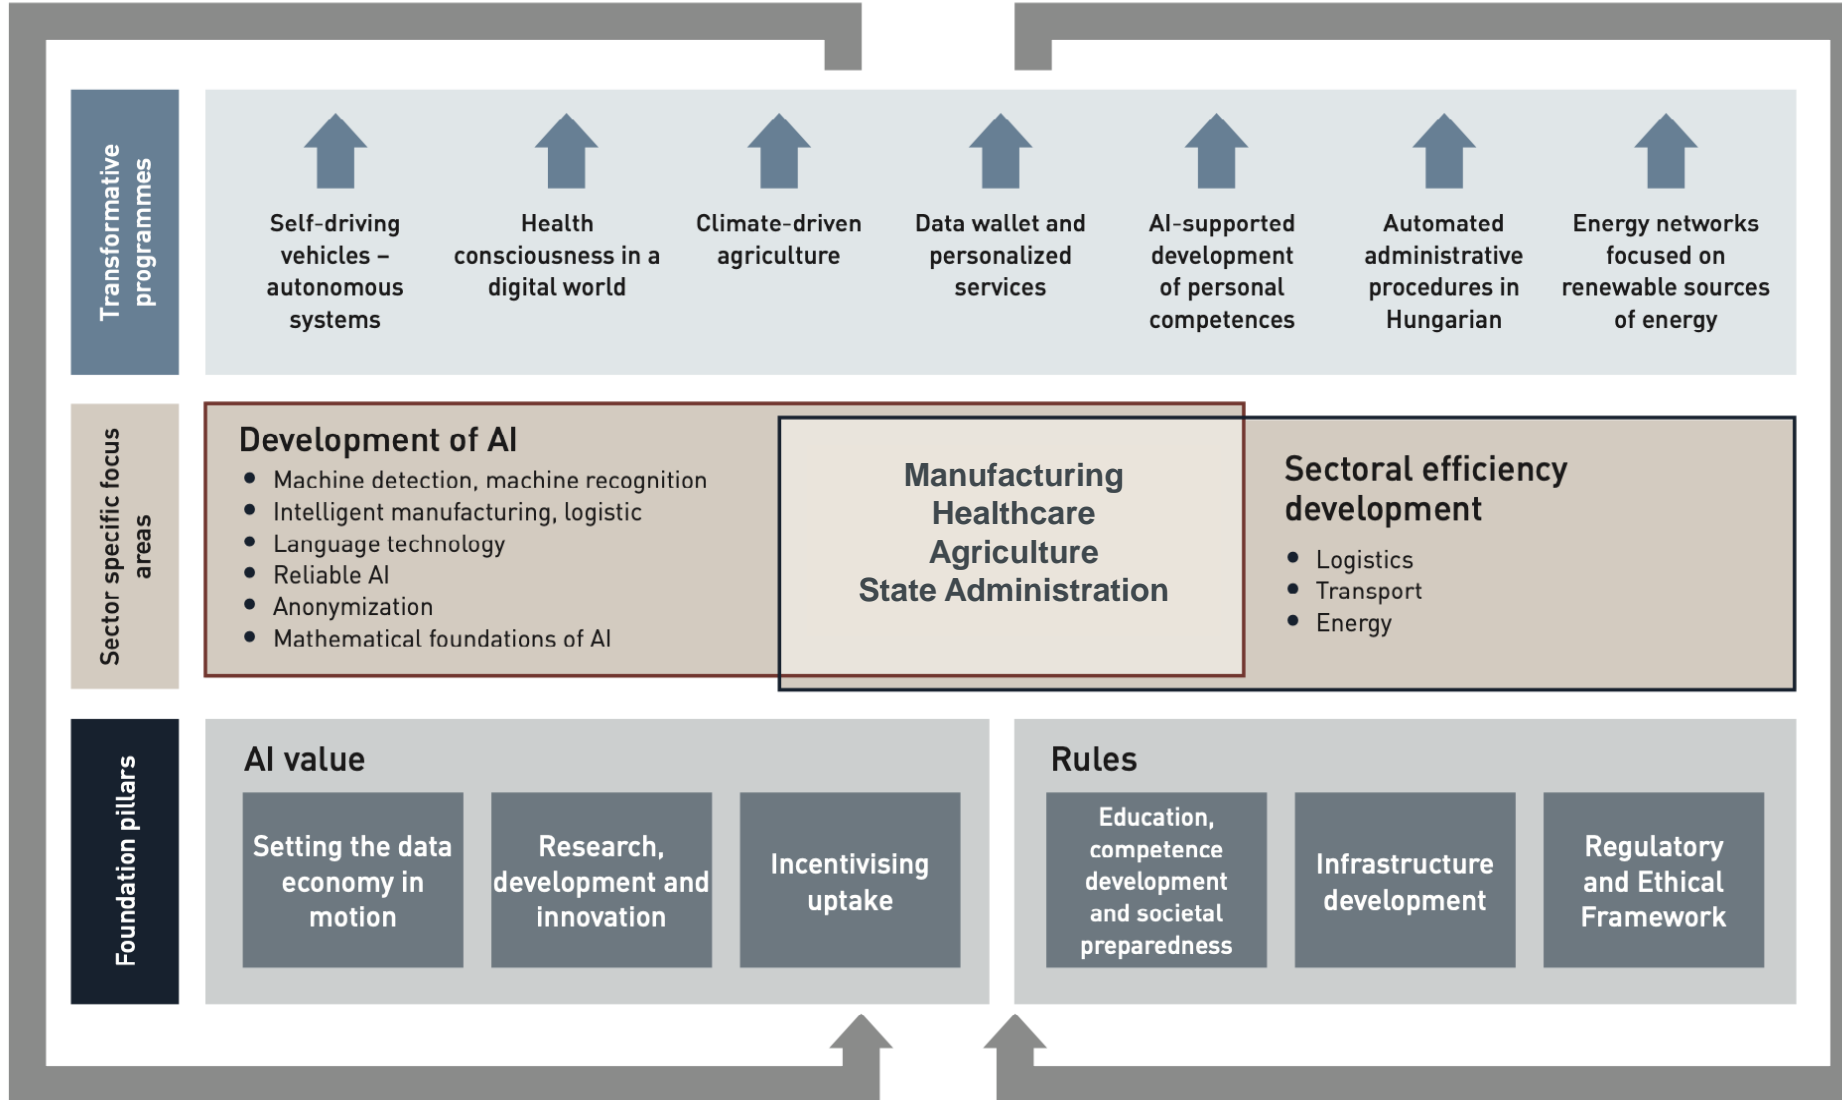 Transformative
programmes
Self-driving
vehicles –
autonomous
systems
Health
consciousness in a
digital world
Climate-driven
agriculture
Data wallet and
personalized
services
AI-supported
development
of personal
competences
Automated
administrative
procedures in
Hungarian
Energy networks
focused on
renewable sources
of energy
Sector specific focus
areas
Development of AI
• Machine detection, machine recognition
• Intelligent manufacturing, logistic
• Language technology
• Reliable AI
• Anonymization
• Mathematical foundations of AI
Manufacturing
Healthcare
Agriculture
State Administration
Sectoral efficiency
development
• Logistics
• Transport
• Energy
Foundation pillars
AI value
Setting the data
economy in
motion
Research,
development and
innovation
Incentivising
uptake
Rules
Education,
competence
development
and societal
preparedness
Infrastructure
development
Regulatory
and Ethical
Framework